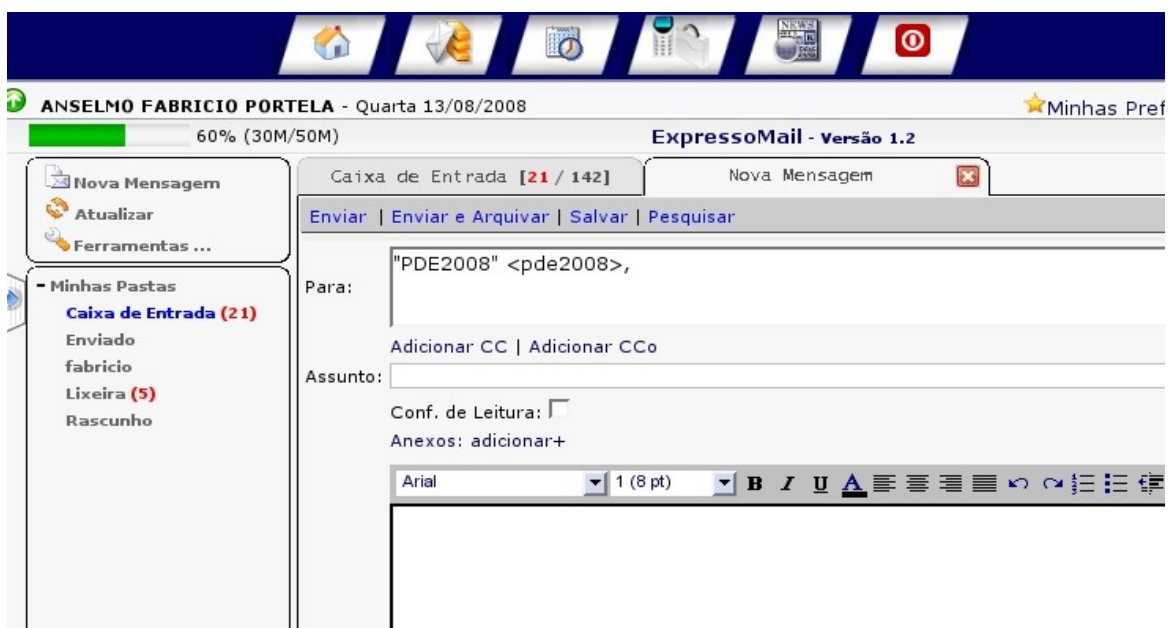 NEWS
ANSELMO FABRICIO PORTELA - Quarta 13/08/2008
Minhas Pref
60% (30M/50M)
ExpressoMail - Versão 1.2
Nova Mensagem
Atualizar
Ferramentas ...
Minhas Pastas
Caixa de Entrada (21)
Enviado
fabricio
Lixeira (5)
Rascunho
Caixa de Entrada [21 / 142]
Nova Mensagem
Enviar | Enviar e Arquivar | Salvar | Pesquisar
Para: "PDE2008" <pde2008>,
Adicionar CC | Adicionar CCo
Assunto:
Conf. de Leitura:
Anexos: adicionar+
Arial 1 (8 pt) B I U A